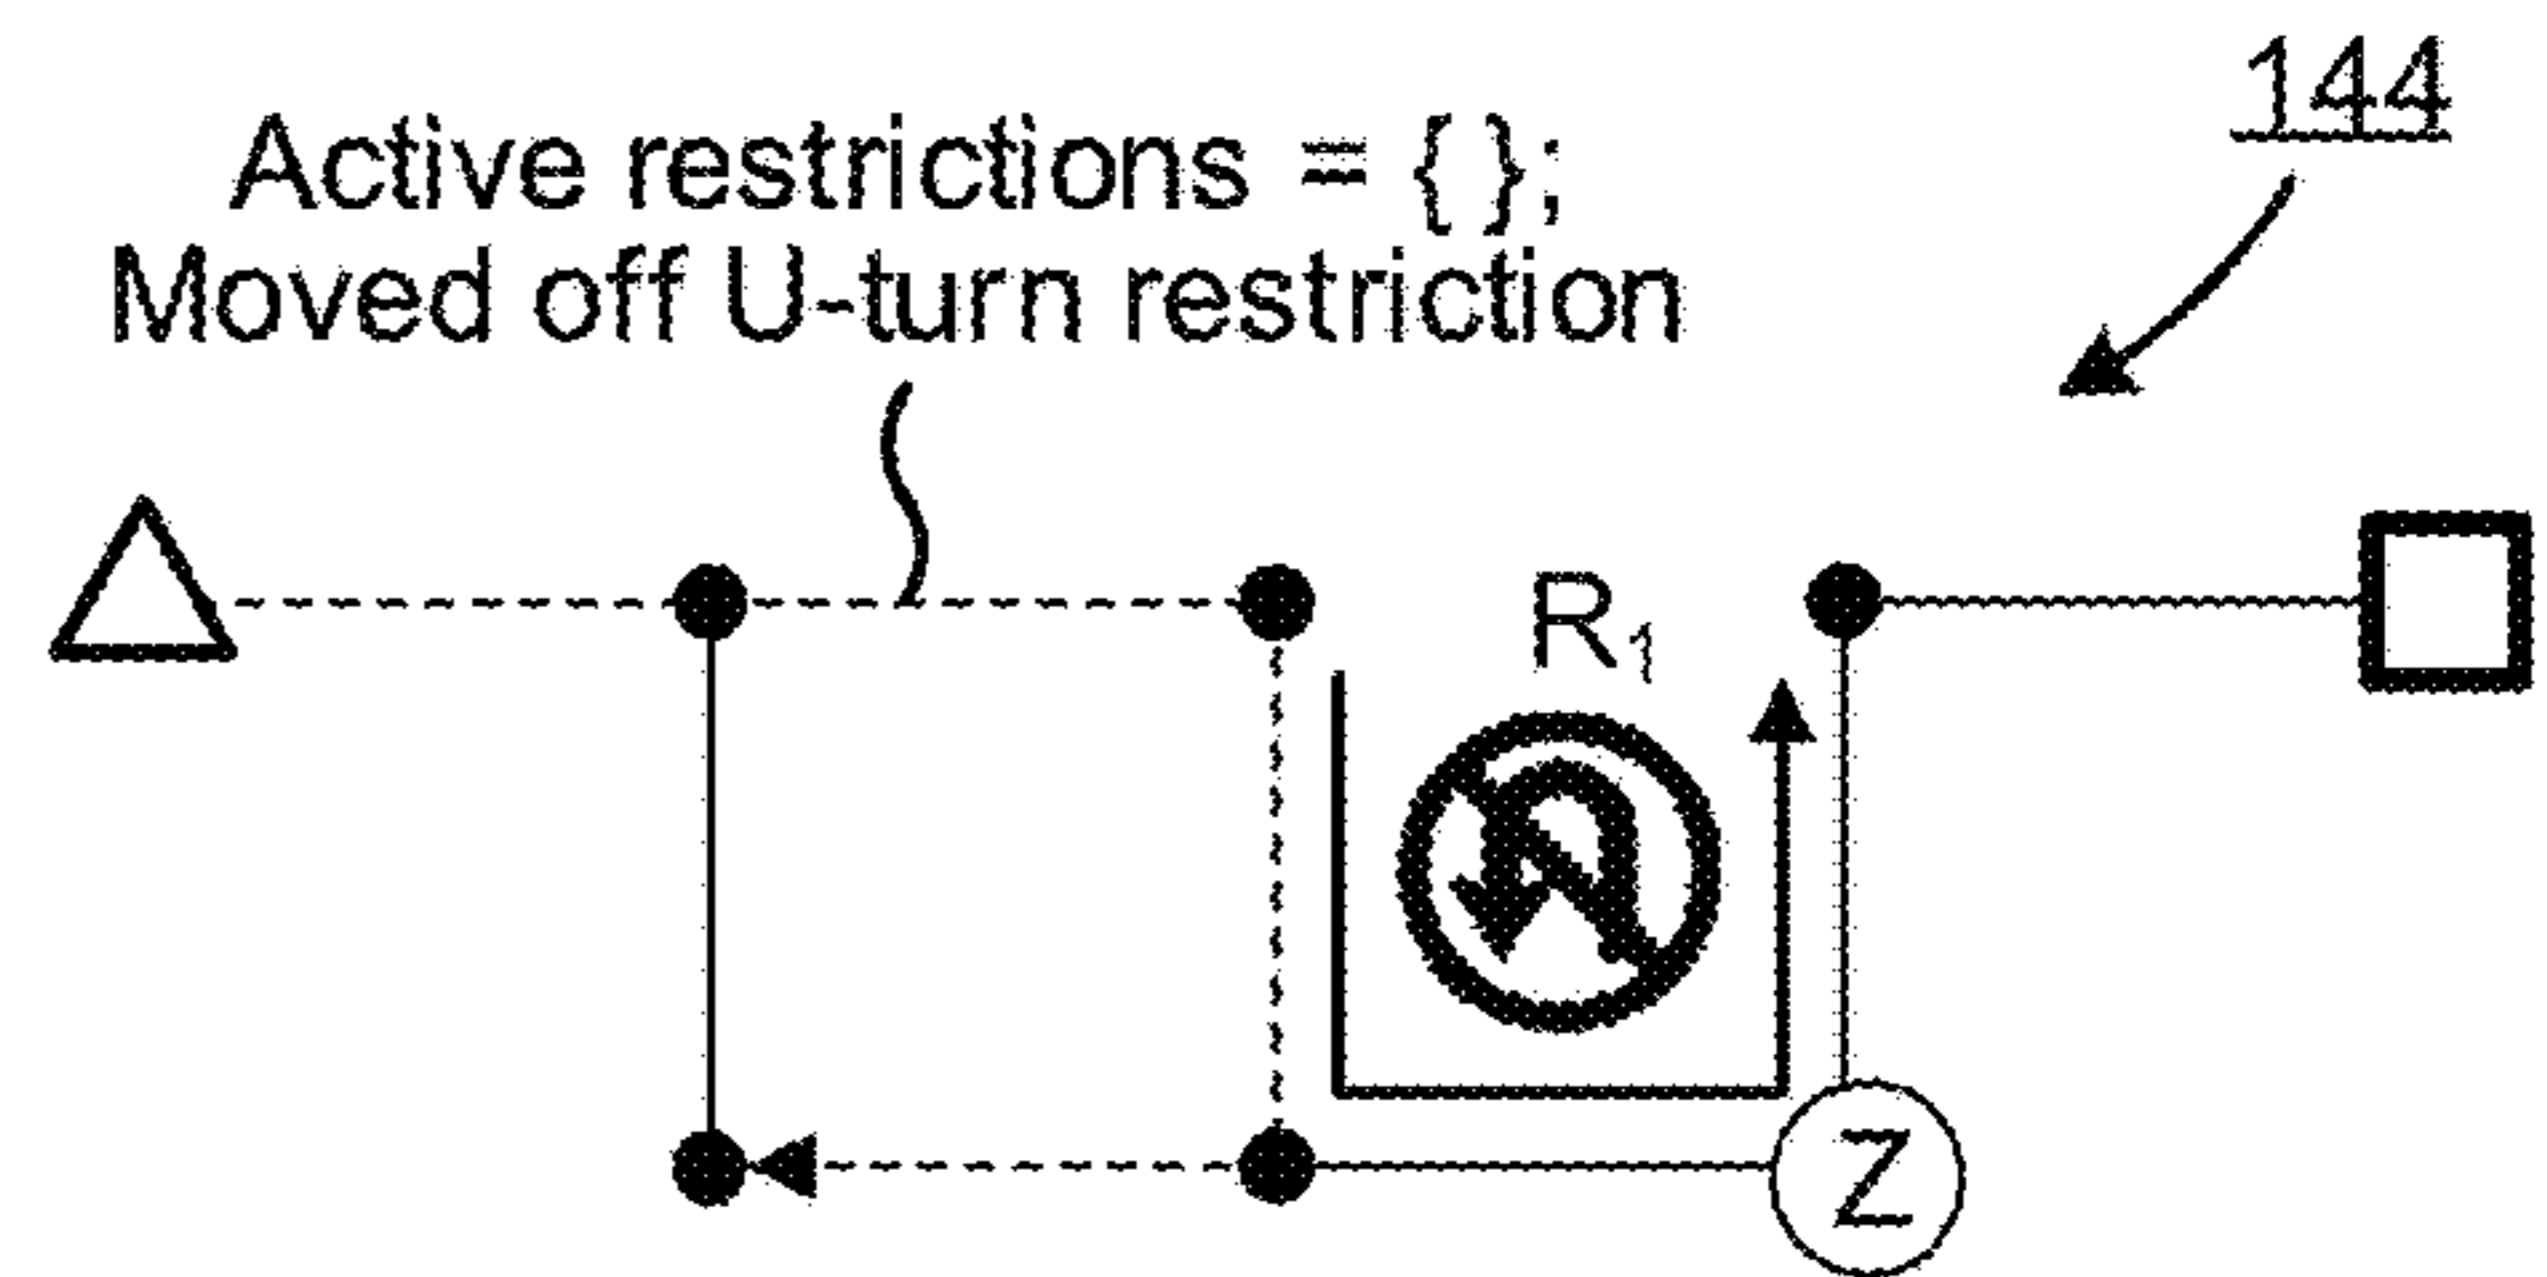 144
Active restrictions = { };
Moved off U-turn restriction
R1
Z